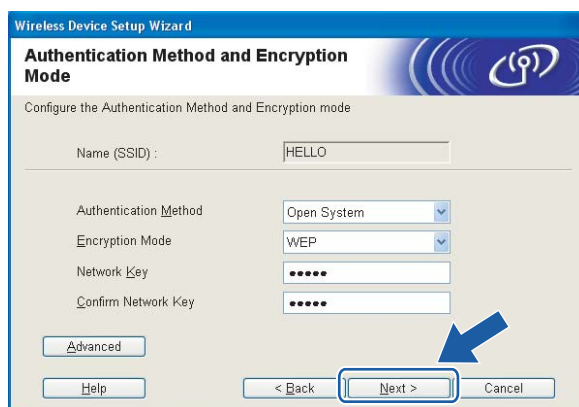 Wireless Device Setup Wizard
Authentication Method and Encryption
Mode
Configure the Authentication Method and Encryption mode
Name (SSID) : HELLO
Authentication Method Open System
Encryption Mode WEP
Network Key •••••
Confirm Network Key •••••
Advanced
Help < Back Next > Cancel